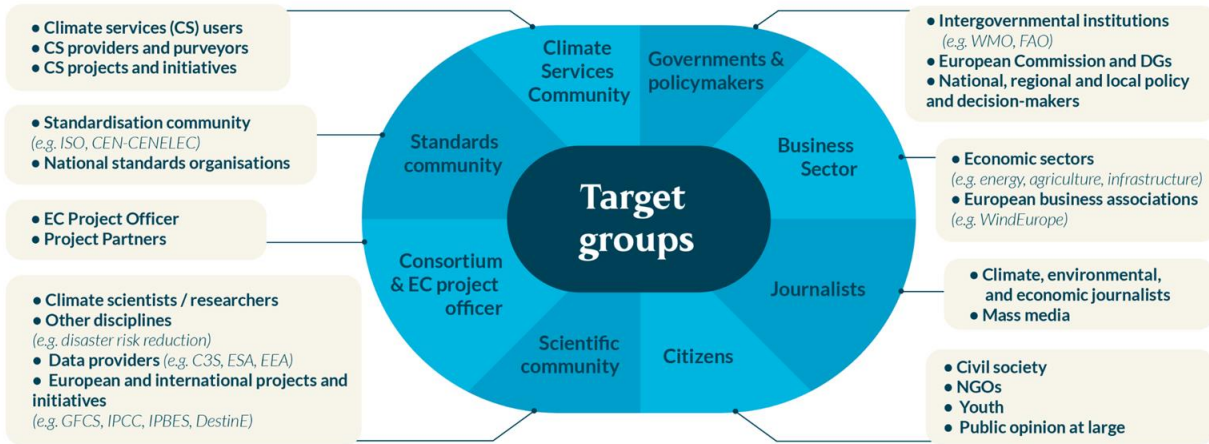 ● Climate services (CS) users
● CS providers and purveyors
● CS projects and initiatives
● Standardisation community
(e.g. ISO, CEN-CENELEC)
● National standards organisations
● EC Project Officer
● Project Partners
● Climate scientists / researchers
● Other disciplines
(e.g. disaster risk reduction)
● Data providers (e.g. C3S, ESA, EEA)
● European and international projects and
initiatives
(e.g. GFCS, IPCC, IPBES, DestinE)
Climate
Services
Community
Governments &
policymakers
Standards
community
Business
Sector
Target
groups
Consortium
& EC project
officer
Journalists
Scientific
community
Citizens
● Intergovernmental institutions
(e.g. WMO, FAO)
● European Commission and DGs
● National, regional and local policy
and decision-makers
● Economic sectors
(e.g. energy, agriculture, infrastructure)
● European business associations
(e.g. WindEurope)
● Climate, environmental,
and economic journalists
● Mass media
● Civil society
● NGOs
● Youth
● Public opinion at large